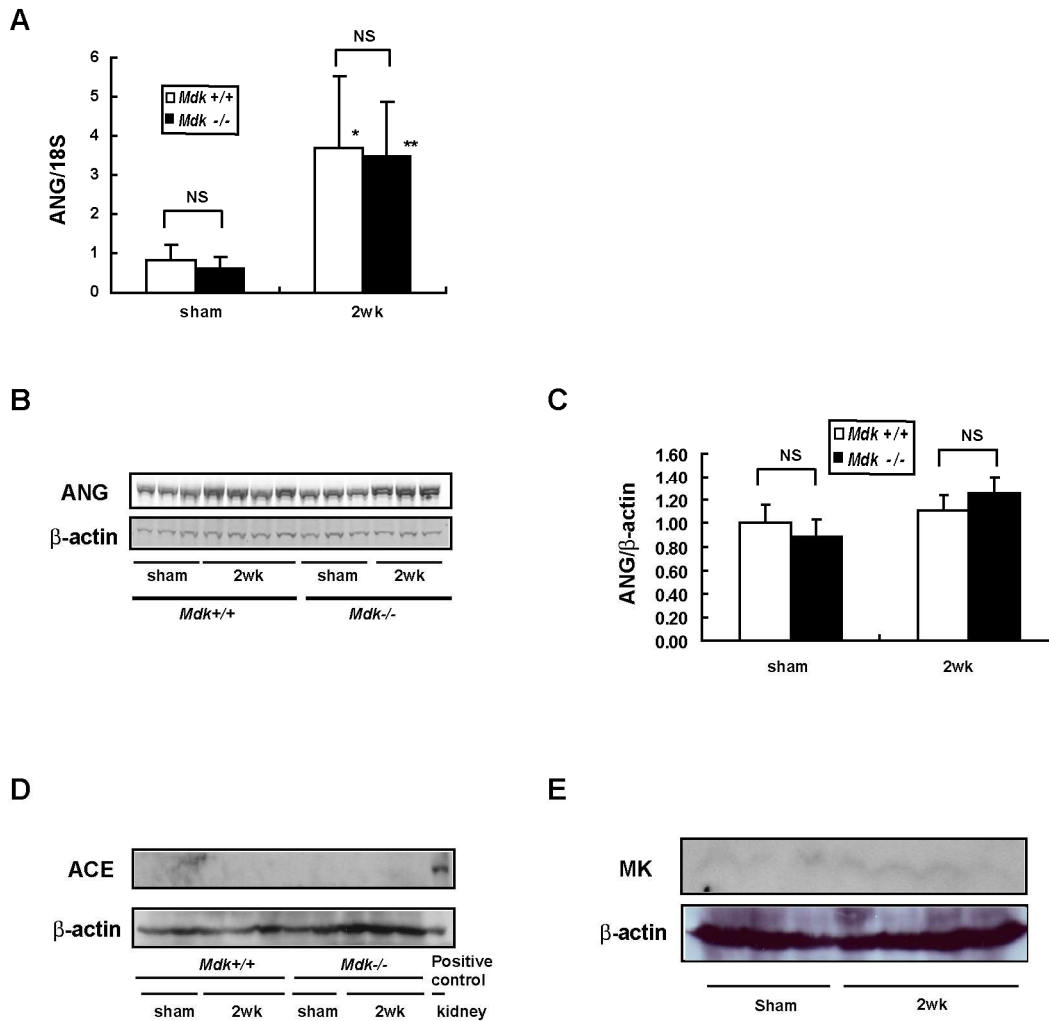 A
NS
6
5
4
3
2
1
0
ANG/18S
Mdk +/+
Mdk -/-
NS
*
**
sham
2wk
B
ANG
β-actin
sham
2wk
sham
2wk
Mdk+/+
Mdk-/-
C
Mdk +/+
Mdk -/-
NS
NS
1.60
1.40
1.20
1.00
0.80
0.60
0.40
0.20
0.00
ANG/β-actin
sham
2wk
D
ACE
β-actin
Mdk+/+
Mdk-/-
Positive
control
sham
2wk
sham
2wk
kidney
E
MK
β-actin
Sham
2wk